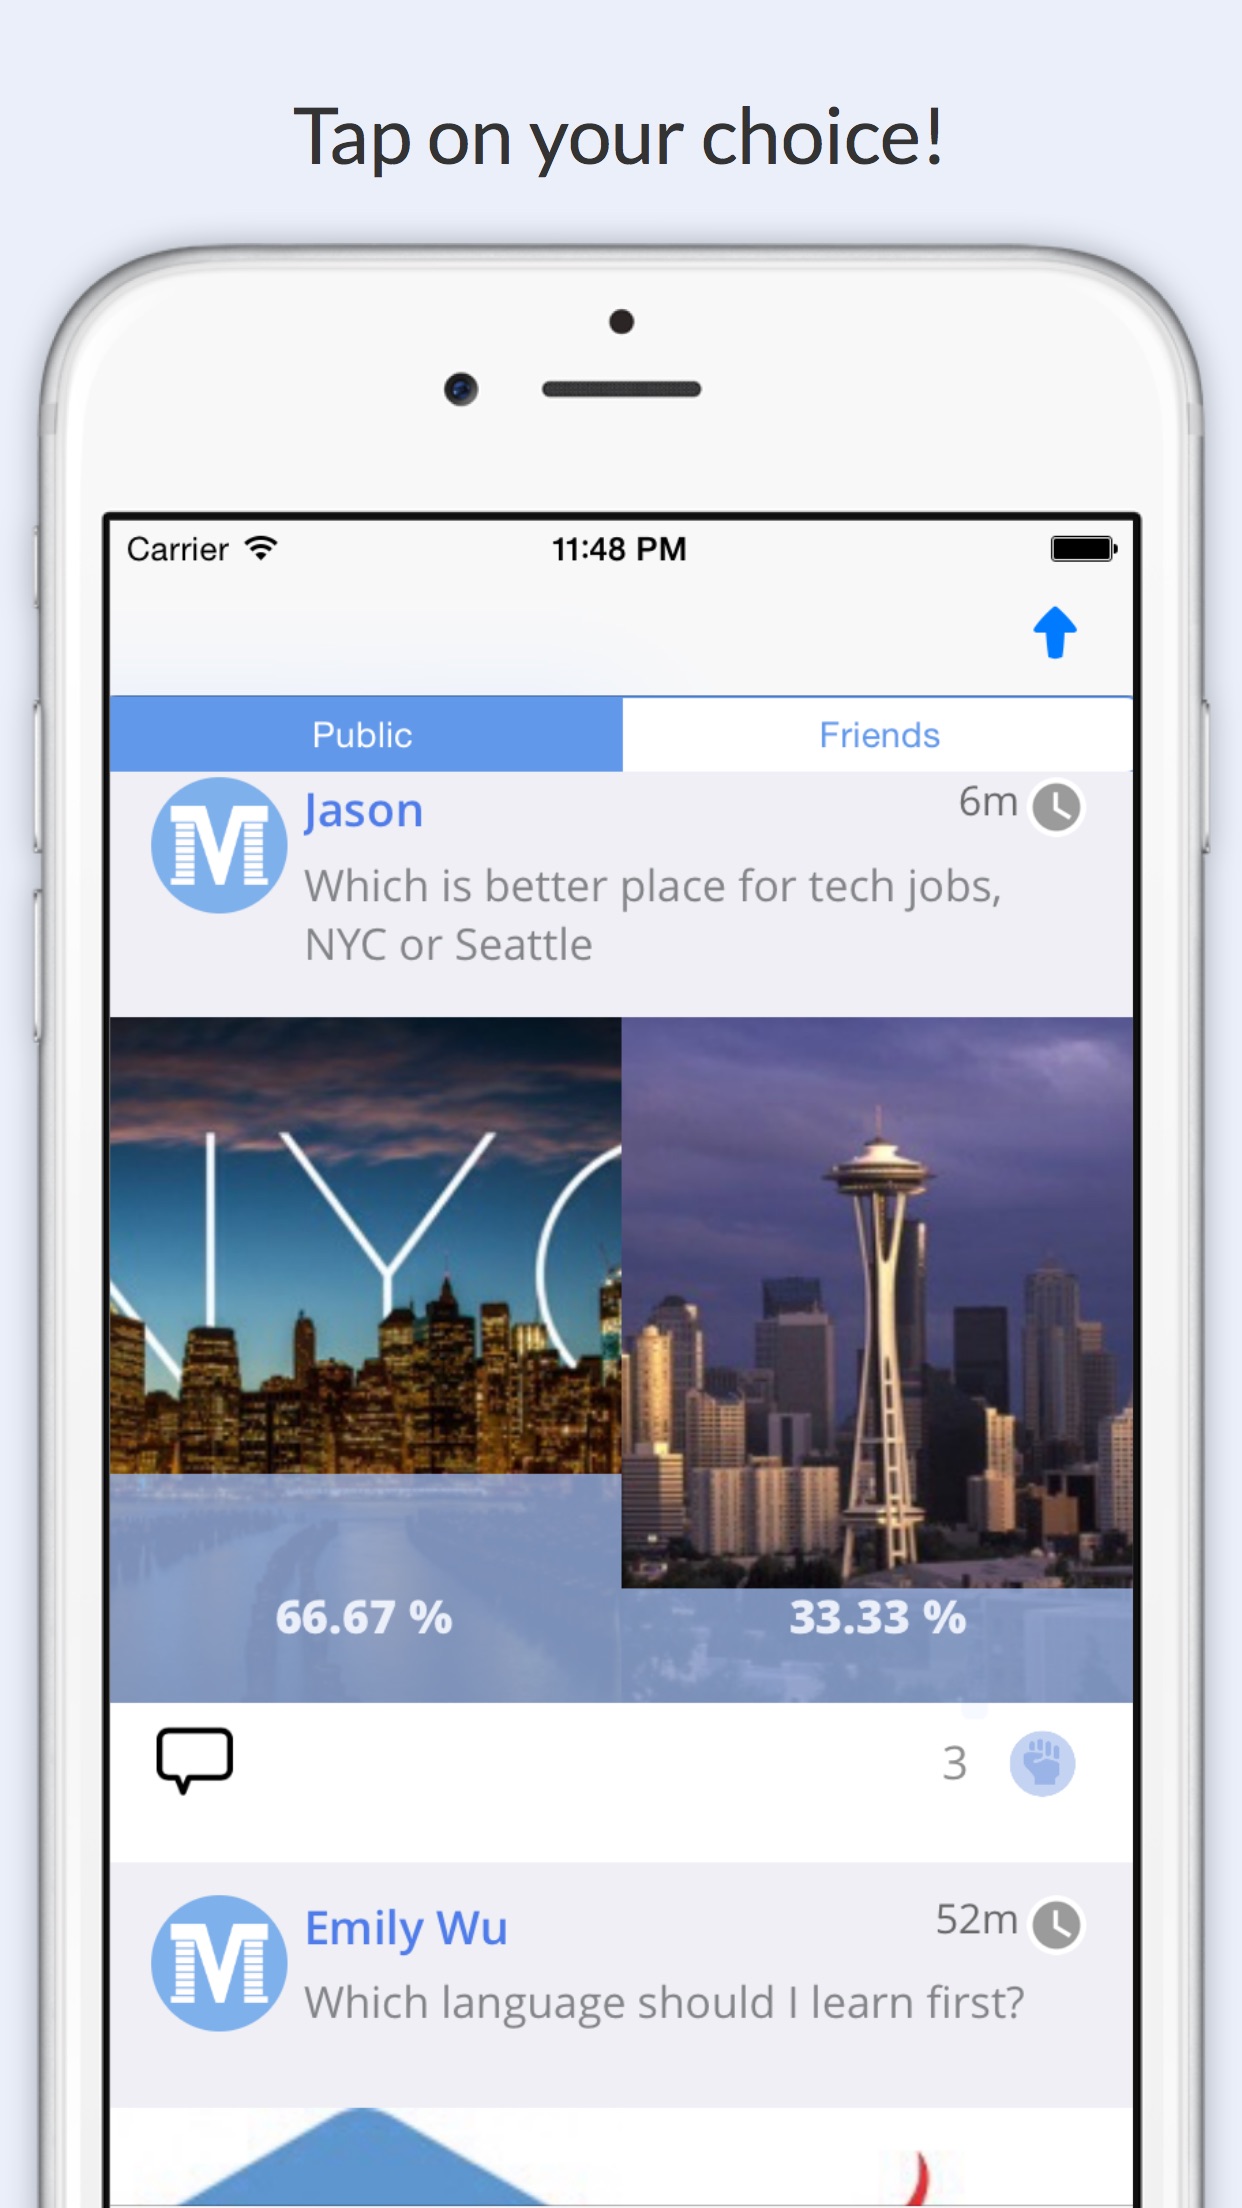 Tap on your choice!
Carrier 11:48 PM
Public Friends
M Jason 6m
Which is better place for tech jobs,
NYC or Seattle
NYC
66.67 % 33.33 %
3
M Emily Wu 52m
Which language should I learn first?